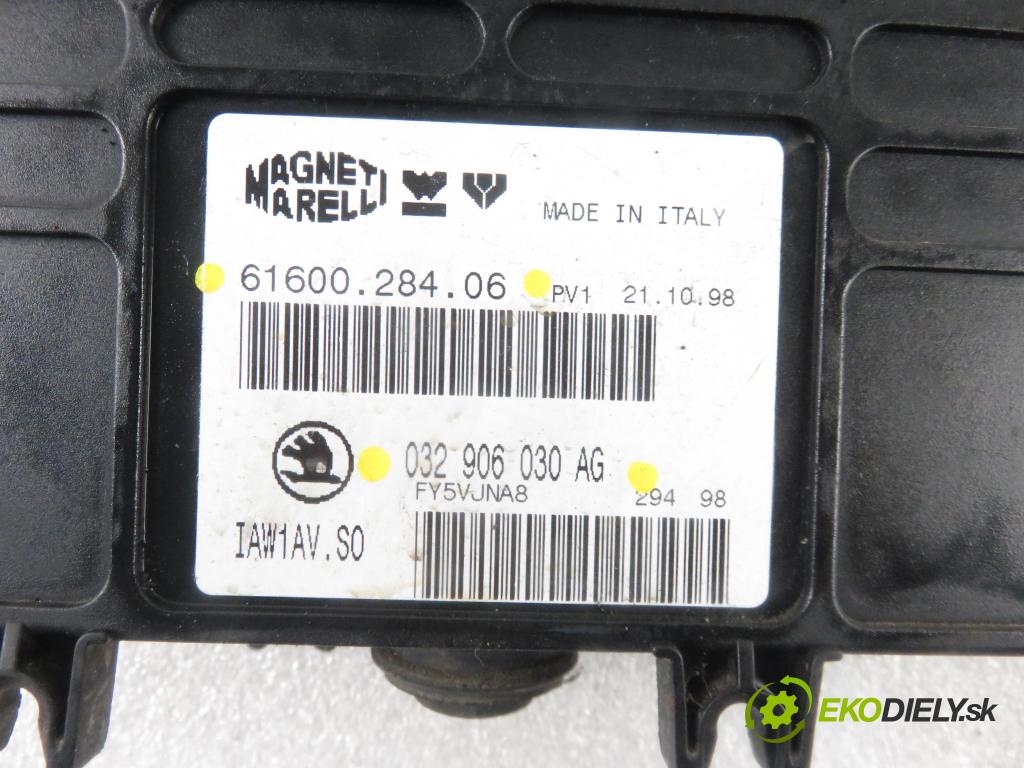 MAGNETI
MARELLI
MADE IN ITALY
61600.284.06 PV1 21.10.98
032 906 030 AG
FY5VJNA8 294 98
IAW1AV.S0
EKODIELY.sk